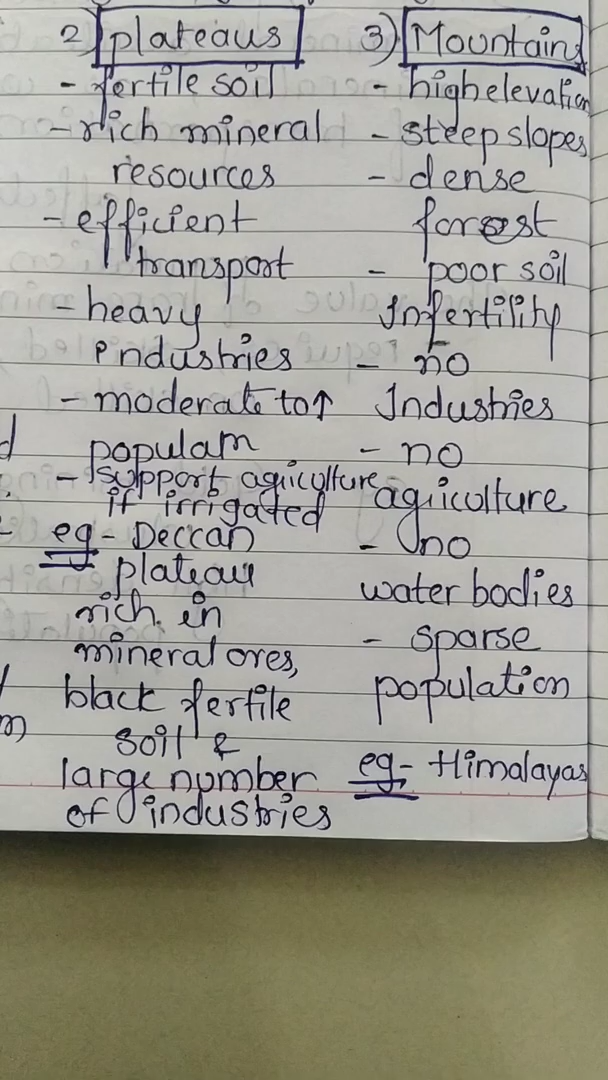 2) plateaus
- fertile soil
- rich mineral
resources
- efficient
transport
- heavy
industries
- moderate to ↑
populam
- support agriculture
if irrigated
eg - Deccan
plateau
rich in
mineral ores,
black fertile
soil &
large number
of industries
3) Mountains
- high elevation
- steep slopes
- dense
forest
- poor soil
Infertility
- no
Industries
- no
agriculture
- no
water bodies
- sparse
population
eg - Himalayas